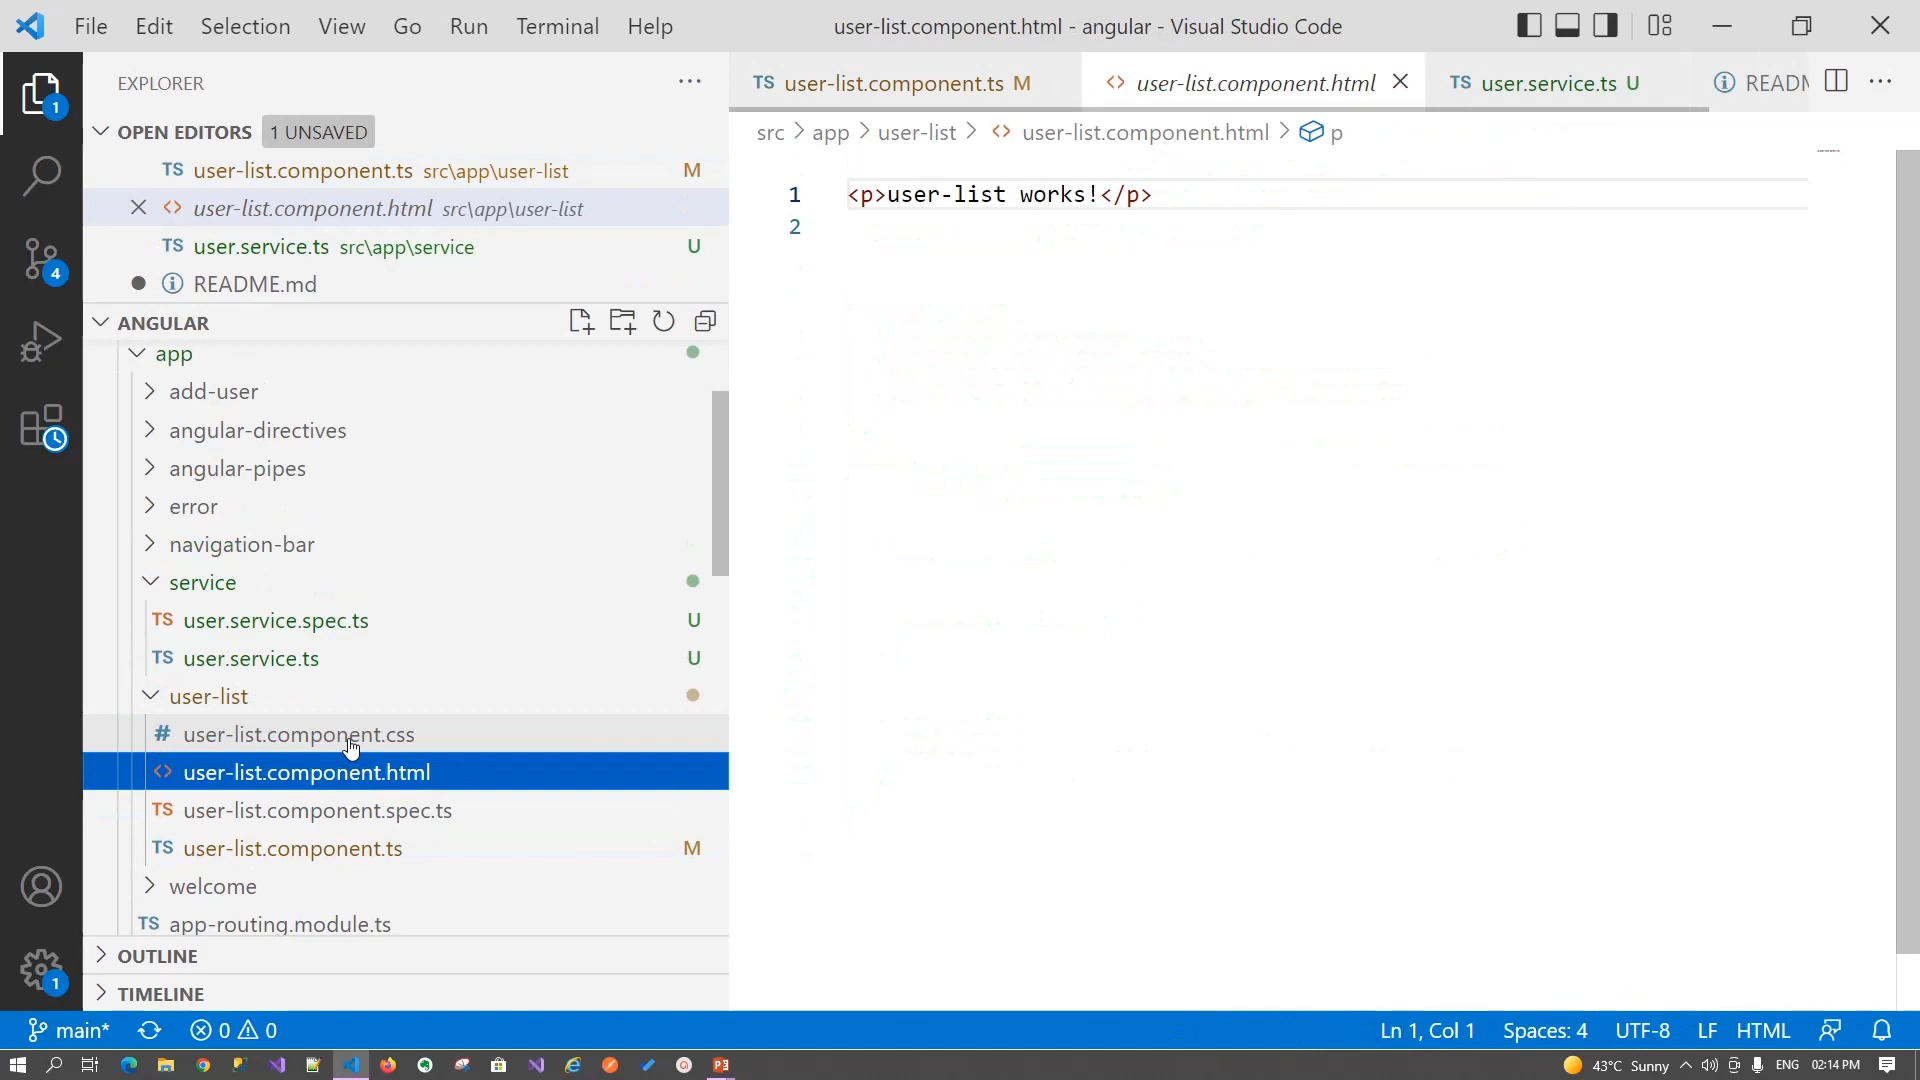 File Edit Selection View Go Run Terminal Help
user-list.component.html - angular - Visual Studio Code
EXPLORER
OPEN EDITORS 1 UNSAVED
TS user-list.component.ts src\app\user-list M
<> user-list.component.html src\app\user-list
TS user.service.ts src\app\service U
README.md
ANGULAR
app
add-user
angular-directives
angular-pipes
error
navigation-bar
service
TS user.service.spec.ts U
TS user.service.ts U
user-list
# user-list.component.css
<> user-list.component.html
TS user-list.component.spec.ts
TS user-list.component.ts M
welcome
TS app-routing.module.ts
OUTLINE
TIMELINE
1
4
1
TS user-list.component.ts M
<> user-list.component.html
TS user.service.ts U
READM
src > app > user-list > <> user-list.component.html > p
1 <p>user-list works!</p>
2
main* 0 0
Ln 1, Col 1 Spaces: 4 UTF-8 LF HTML
43°C Sunny ENG 02:14 PM